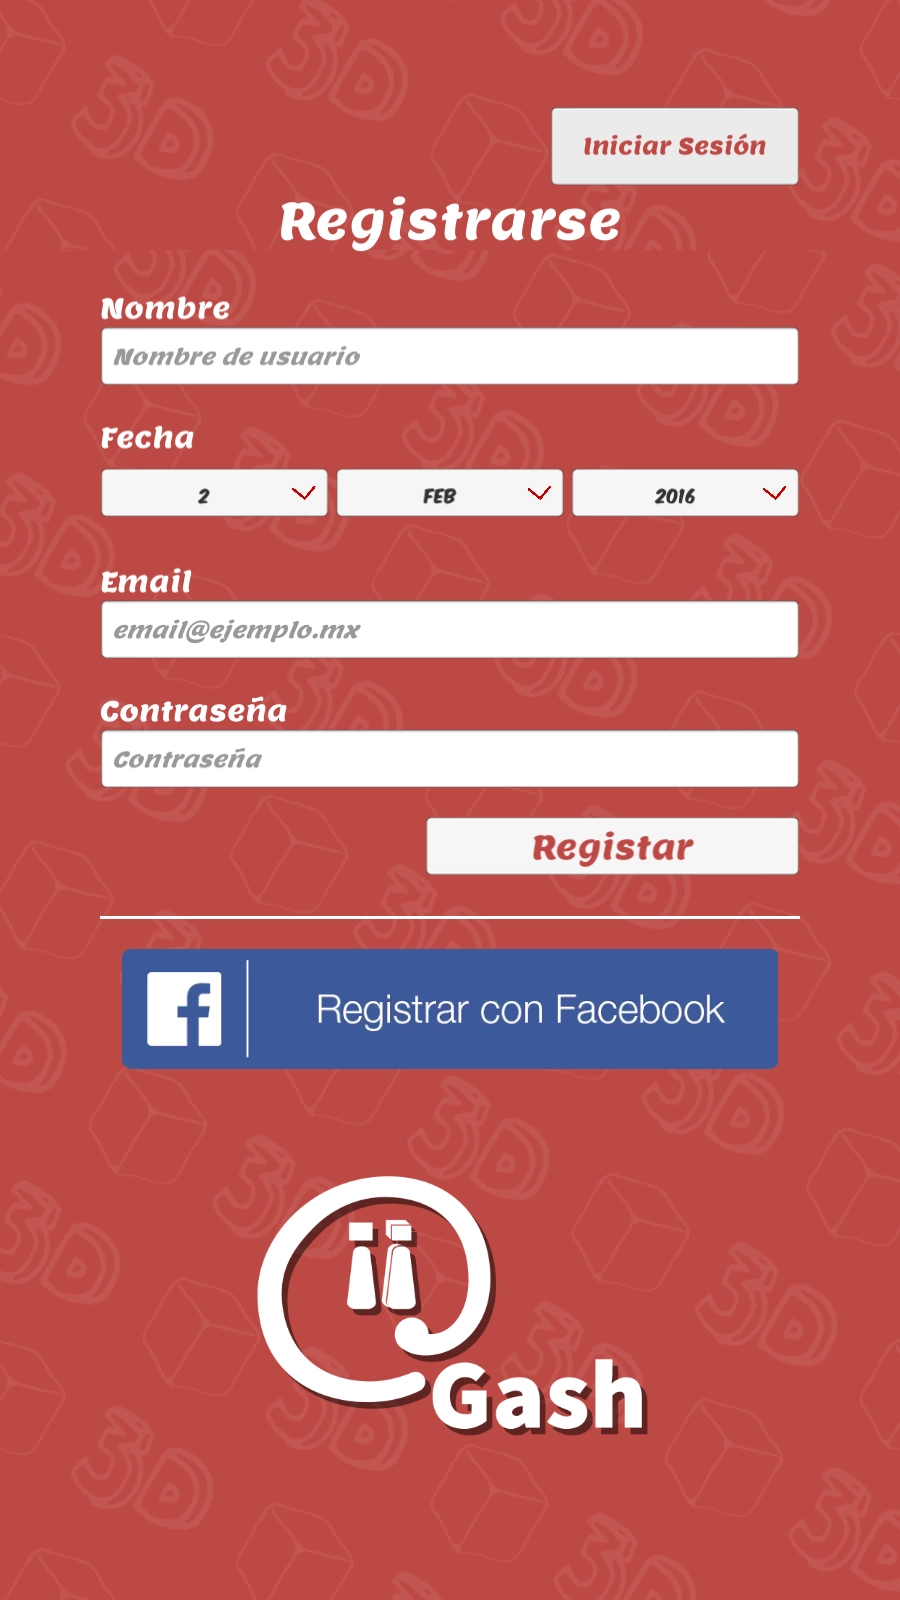 Iniciar Sesión
Registrarse
Nombre
Nombre de usuario
Fecha
2 FEB 2016
Email
email@ejemplo.mx
Contraseña
Contraseña
Registar
Registrar con Facebook
Gash